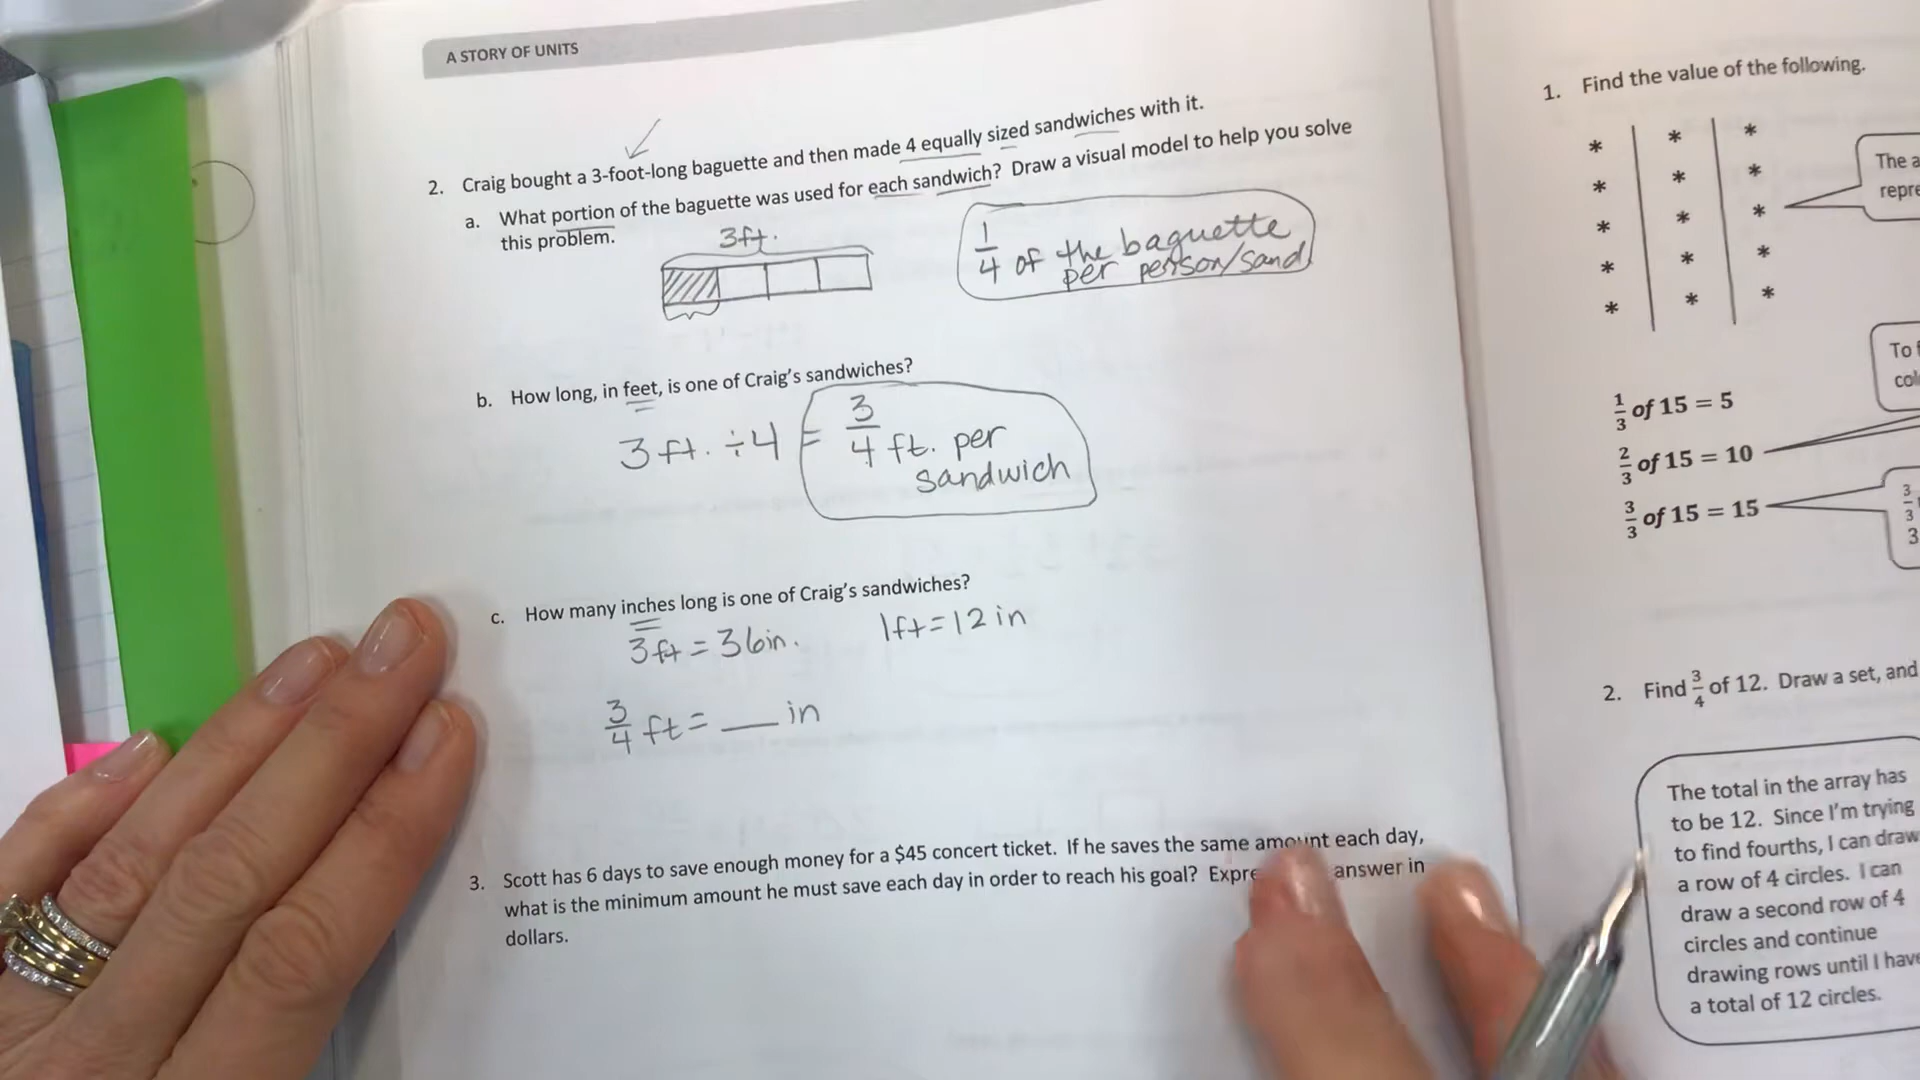 A STORY OF UNITS
2. Craig bought a 3-foot-long baguette and then made 4 equally sized sandwiches with it.
a. What portion of the baguette was used for each sandwich? Draw a visual model to help you solve
this problem.
3ft.
1/4 of the baguette
per person/sand
b. How long, in feet, is one of Craig's sandwiches?
3 ft. ÷4 = 3/4 ft. per
sandwich
c. How many inches long is one of Craig's sandwiches?
3 ft = 36in. 1ft = 12 in
3/4 ft = __ in
3. Scott has 6 days to save enough money for a $45 concert ticket. If he saves the same amount each day,
what is the minimum amount he must save each day in order to reach his goal? answer in
dollars.
1. Find the value of the following.
* * *
* * *
* * *
* * *
* * *
The
To
1/3 of 15 = 5
2/3 of 15 = 10
3/3 of 15 = 15
3/3
3
2. Find 3/4 of 12. Draw a set, and
The total in the array has
to be 12. Since I'm trying
to find fourths, I can draw
a row of 4 circles. I can
draw a second row of 4
circles and continue
drawing rows until I have
a total of 12 circles.